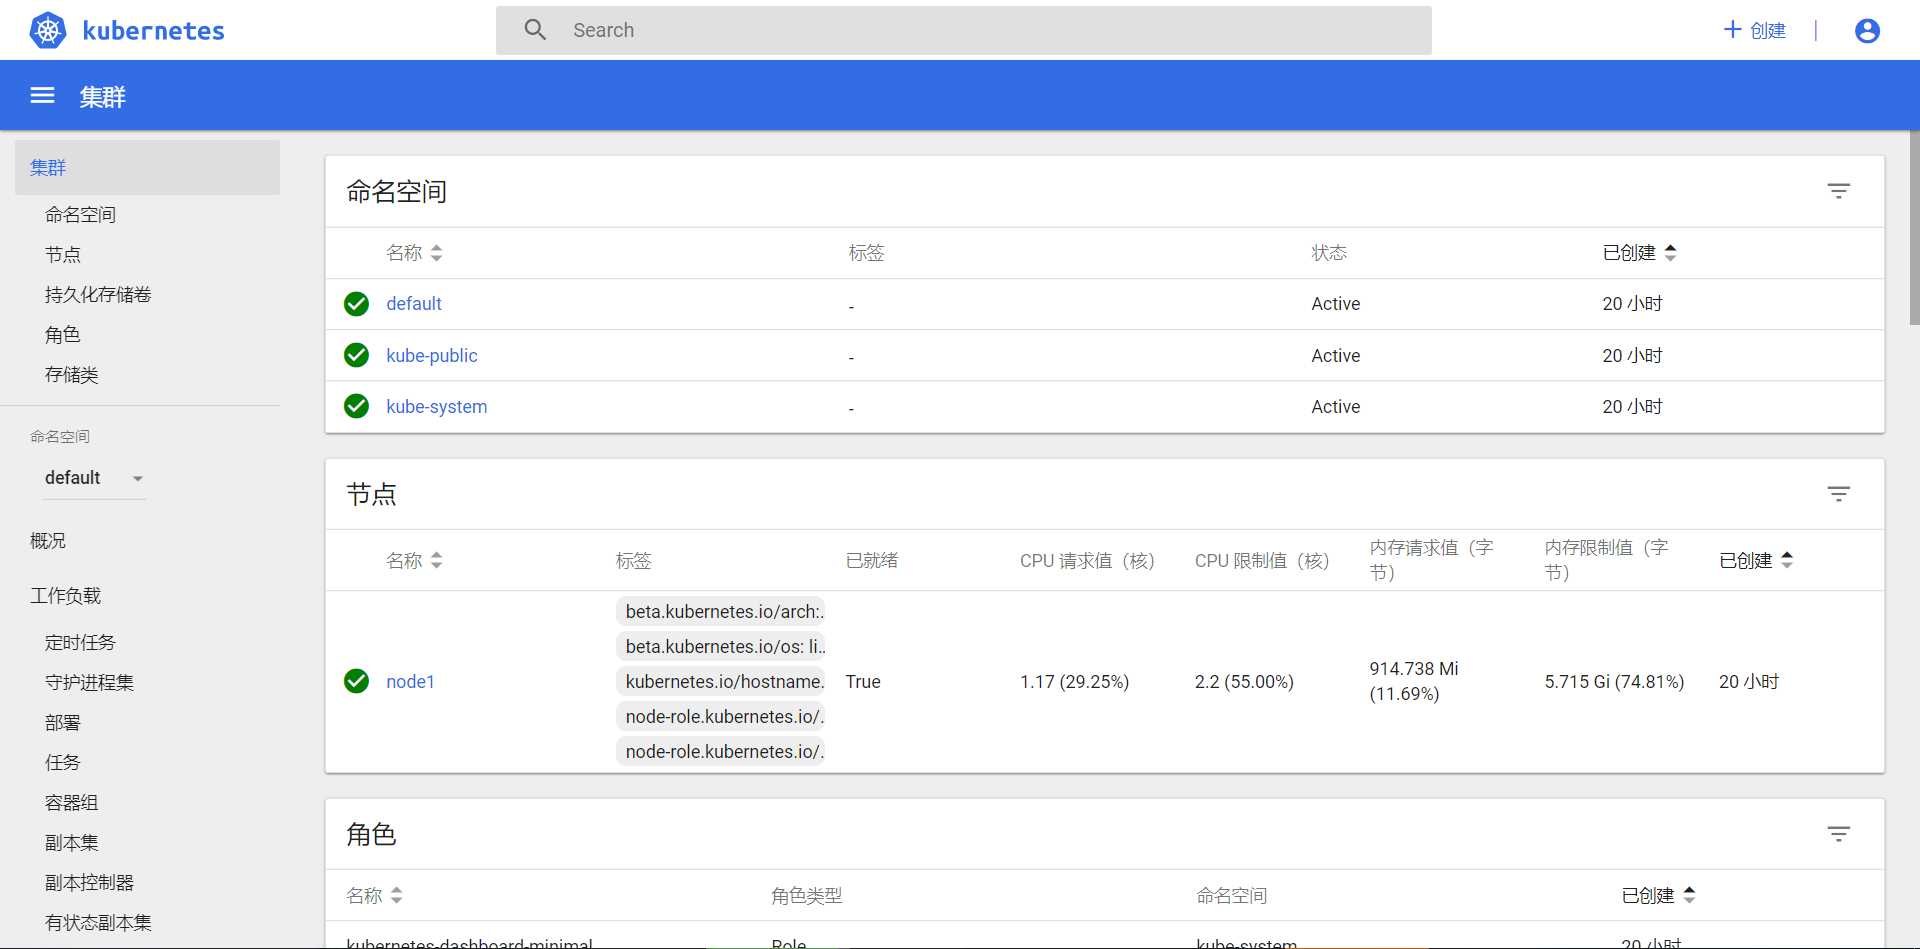 kubernetes
Search
创建
集群
集群
命名空间
节点
持久化存储卷
角色
存储类
命名空间
default
概况
工作负载
定时任务
守护进程集
部署
任务
容器组
副本集
副本控制器
有状态副本集
命名空间
名称 标签 状态 已创建
default - Active 20 小时
kube-public - Active 20 小时
kube-system - Active 20 小时
节点
名称 标签 已就绪 CPU 请求值（核） CPU 限制值（核） 内存请求值（字节） 内存限制值（字节） 已创建
beta.kubernetes.io/arch:.
beta.kubernetes.io/os: li..
kubernetes.io/hostname.
node-role.kubernetes.io/.
node-role.kubernetes.io/.
node1 True 1.17 (29.25%) 2.2 (55.00%) 914.738 Mi (11.69%) 5.715 Gi (74.81%) 20 小时
角色
名称 角色类型 命名空间 已创建
kubernetes-dashboard-minimal Role kube-system 20 小时